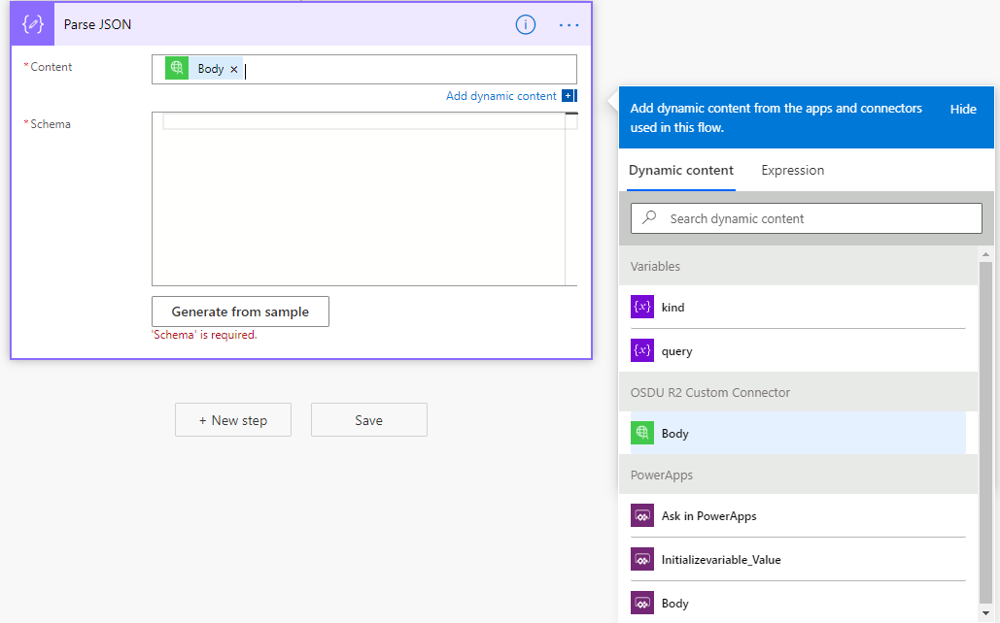 Parse JSON
*Content
Body ×
Add dynamic content
*Schema
Generate from sample
'Schema' is required.
+ New step
Save
Add dynamic content from the apps and connectors
used in this flow.
Hide
Dynamic content
Expression
Search dynamic content
Variables
{x} kind
{x} query
OSDU R2 Custom Connector
Body
PowerApps
Ask in PowerApps
Initializevariable_Value
Body